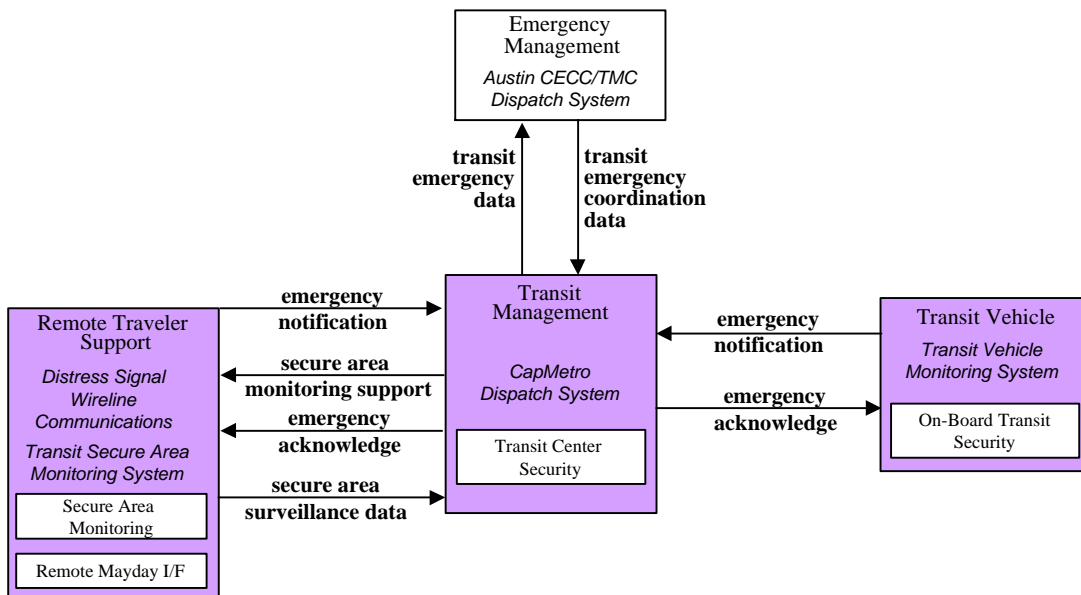 Emergency
Management
Austin CECC/TMC
Dispatch System
transit
emergency
data
transit
emergency
coordination
data
Remote Traveler
Support
Distress Signal
Wireline
Communications
Transit Secure Area
Monitoring System
Secure Area
Monitoring
Remote Mayday I/F
emergency
notification
secure area
monitoring support
emergency
acknowledge
secure area
surveillance data
Transit
Management
CapMetro
Dispatch System
Transit Center
Security
emergency
notification
emergency
acknowledge
Transit Vehicle
Transit Vehicle
Monitoring System
On-Board Transit
Security